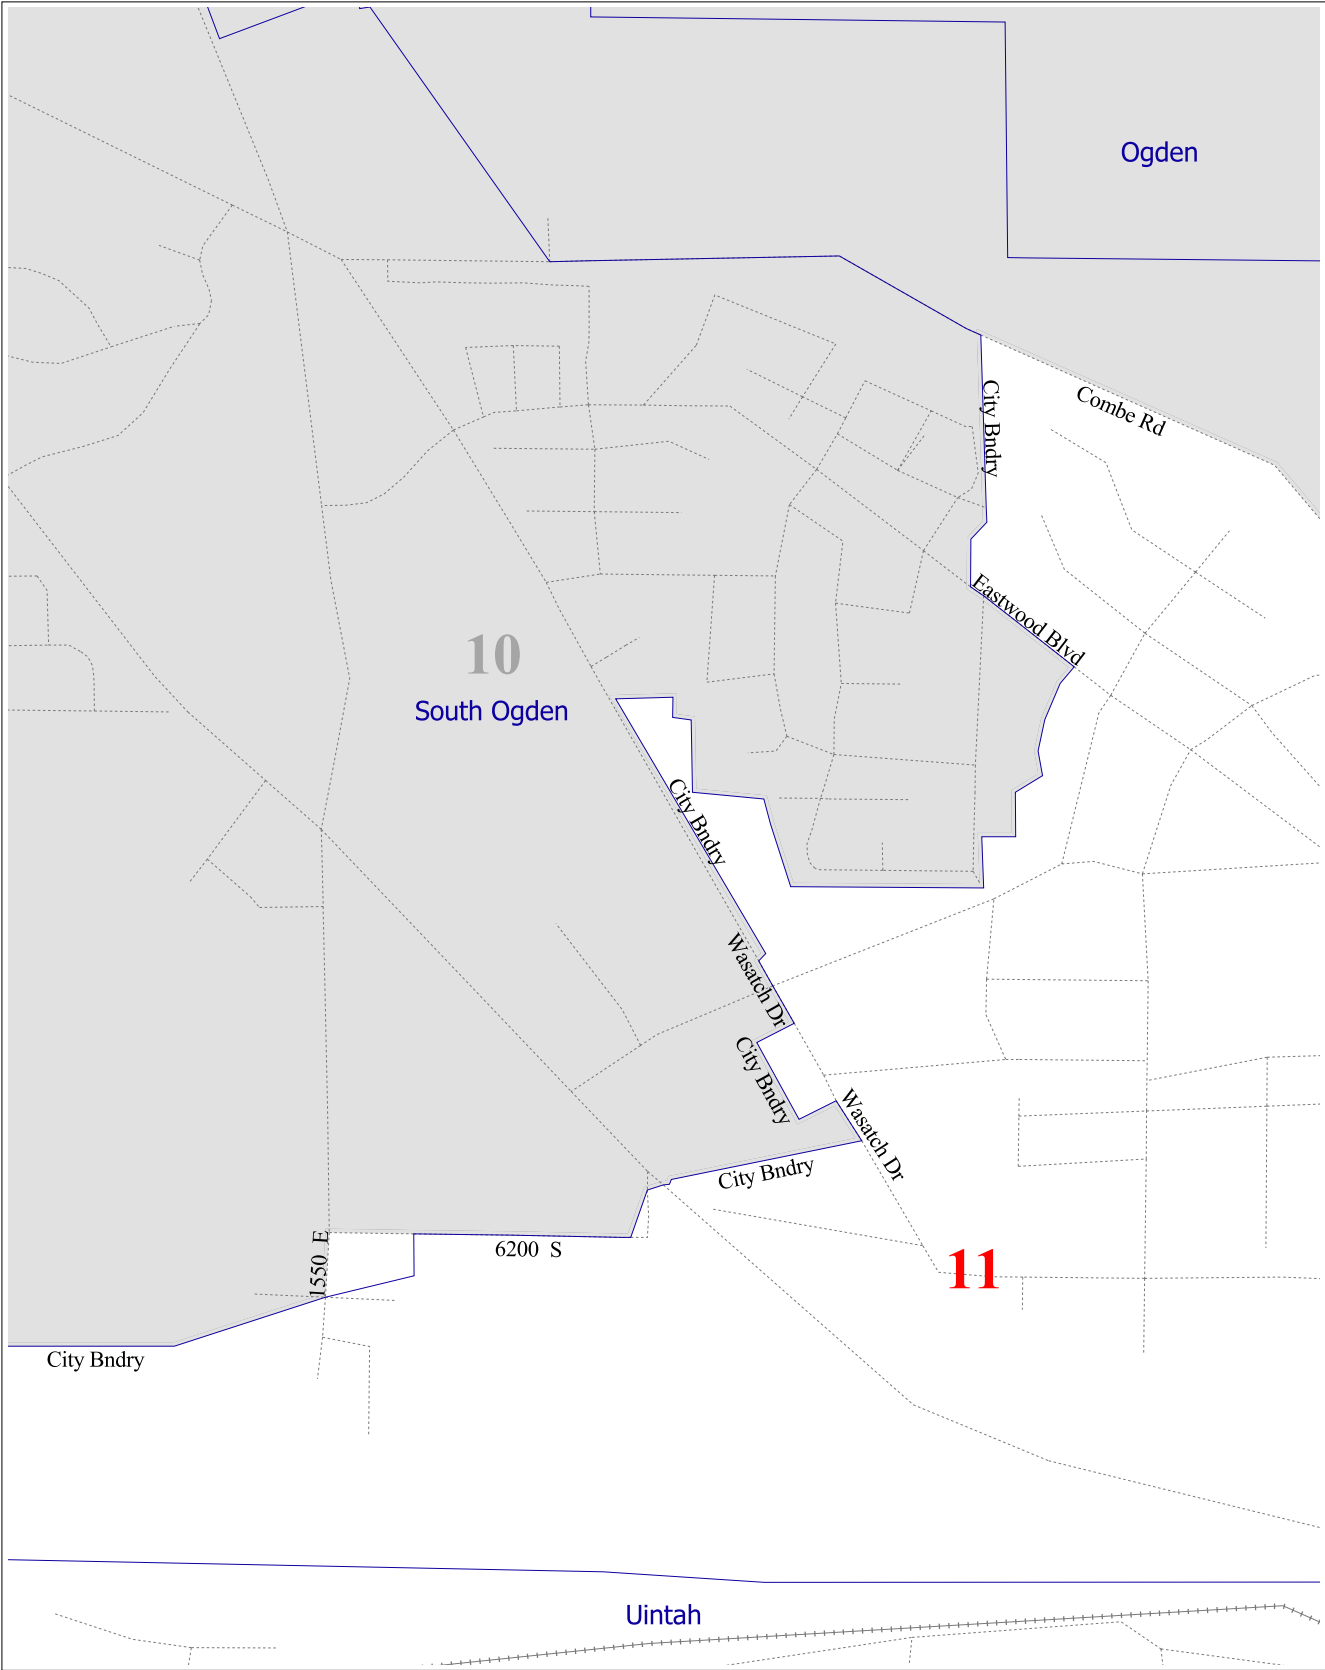 Ogden
City Bndry
Combe Rd
Eastwood Blvd
10
South Ogden
City Bndry
Wasatch Dr
City Bndry
Wasatch Dr
City Bndry
1550 E
6200 S
11
City Bndry
Uintah